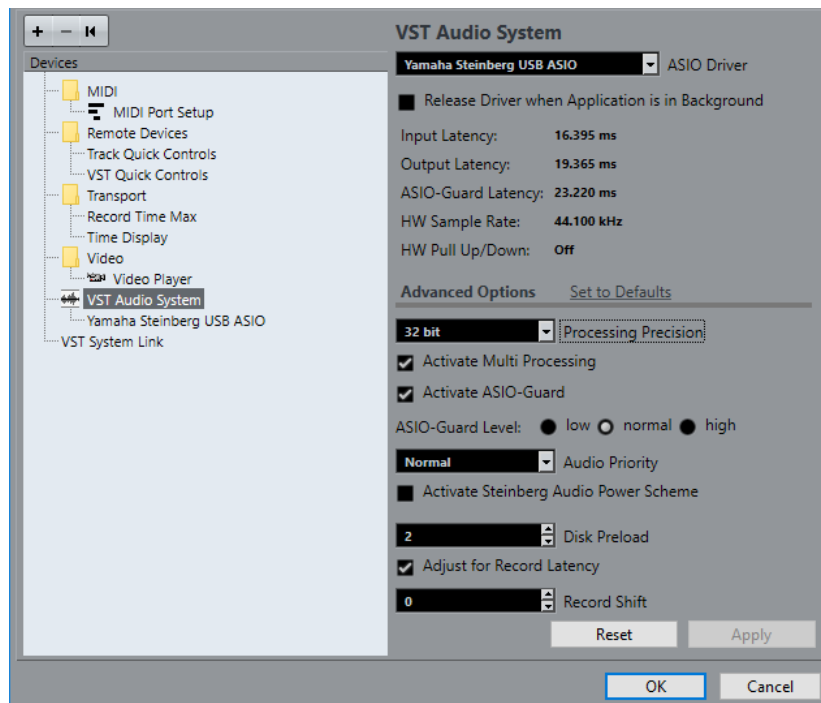 Devices
MIDI
MIDI Port Setup
Remote Devices
Track Quick Controls
VST Quick Controls
Transport
Record Time Max
Time Display
Video
Video Player
VST Audio System
Yamaha Steinberg USB ASIO
VST System Link
VST Audio System
Yamaha Steinberg USB ASIO ASIO Driver
Release Driver when Application is in Background
Input Latency: 16.395 ms
Output Latency: 19.365 ms
ASIO-Guard Latency: 23.220 ms
HW Sample Rate: 44.100 kHz
HW Pull Up/Down: Off
Advanced Options Set to Defaults
32 bit Processing Precision
Activate Multi Processing
Activate ASIO-Guard
ASIO-Guard Level: low normal high
Normal Audio Priority
Activate Steinberg Audio Power Scheme
2 Disk Preload
Adjust for Record Latency
0 Record Shift
Reset Apply
OK Cancel